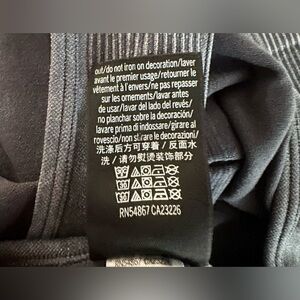 out/do not iron on decoration/laver
avant le premier usage/retourner le
vêtement à l'envers/ne pas repasser
sur les ornements/lavar antes
de usar/lavar del lado del revés/
no planchar sobre la decoración/
lavare prima di indossare/girare al
rovescio/non stirare le decorazioni/
洗涤后方可穿着/反面水
洗/请勿熨烫装饰部分
RN54867 CA23226